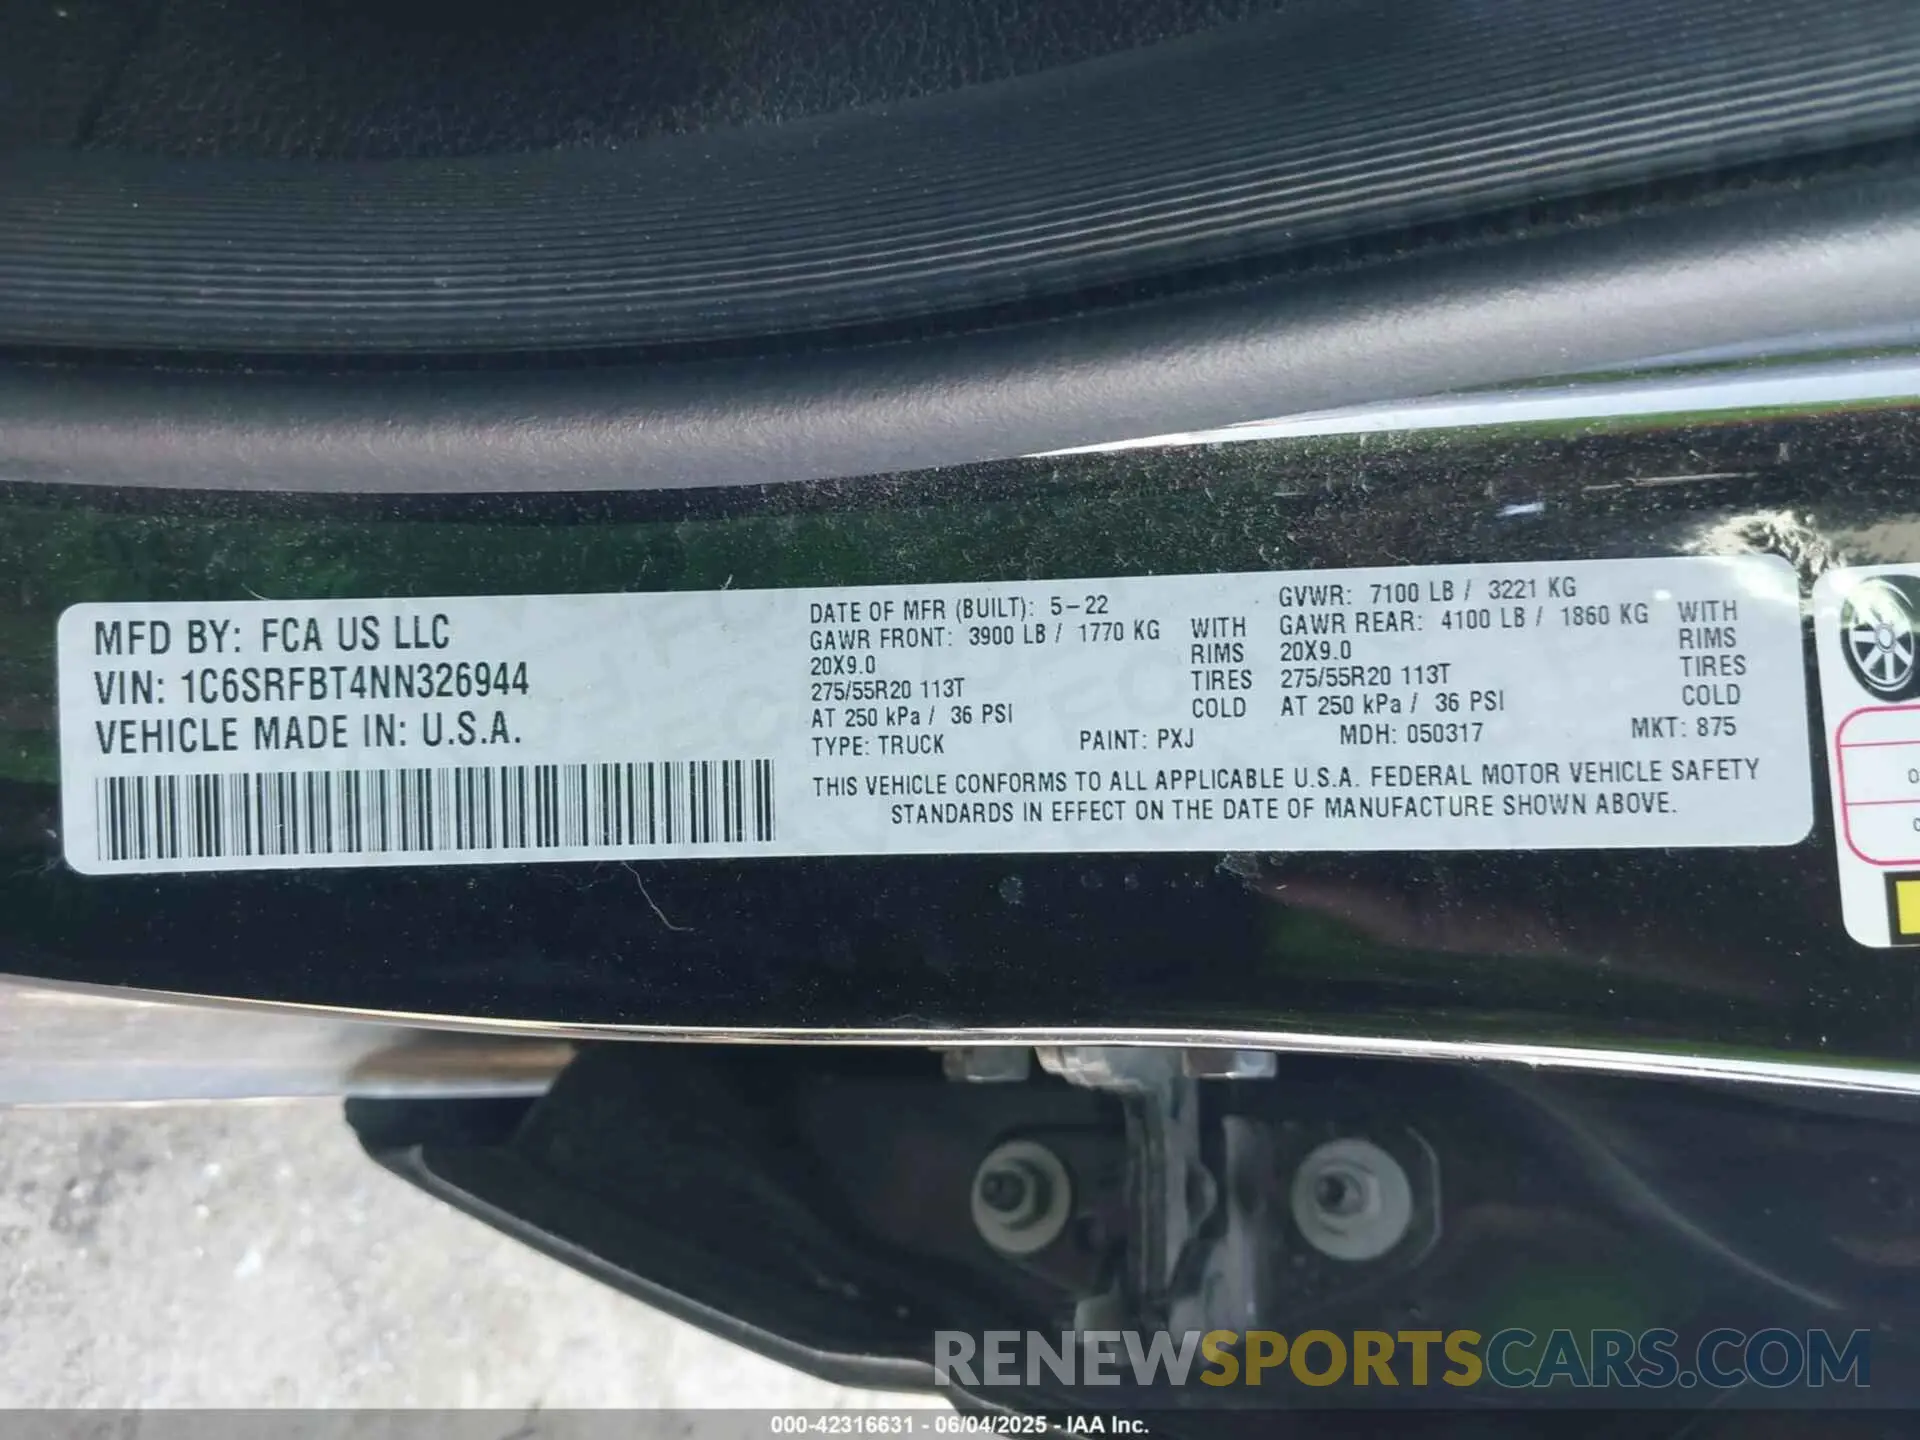 MFD BY: FCA US LLC
VIN: 1C6SRFBT4NN326944
VEHICLE MADE IN: U.S.A.
DATE OF MFR (BUILT): 5-22
GAWR FRONT: 3900 LB / 1770 KG WITH
20X9.0 RIMS
275/55R20 113T TIRES
AT 250 kPa / 36 PSI COLD
GVWR: 7100 LB / 3221 KG
GAWR REAR: 4100 LB / 1860 KG WITH
20X9.0 RIMS
275/55R20 113T TIRES
AT 250 kPa / 36 PSI COLD
TYPE: TRUCK PAINT: PXJ MDH: 050317 MKT: 875
THIS VEHICLE CONFORMS TO ALL APPLICABLE U.S.A. FEDERAL MOTOR VEHICLE SAFETY
STANDARDS IN EFFECT ON THE DATE OF MANUFACTURE SHOWN ABOVE.
RENEWSPORTSCARS.COM
000-42316631 - 06/04/2025 - IAA Inc.